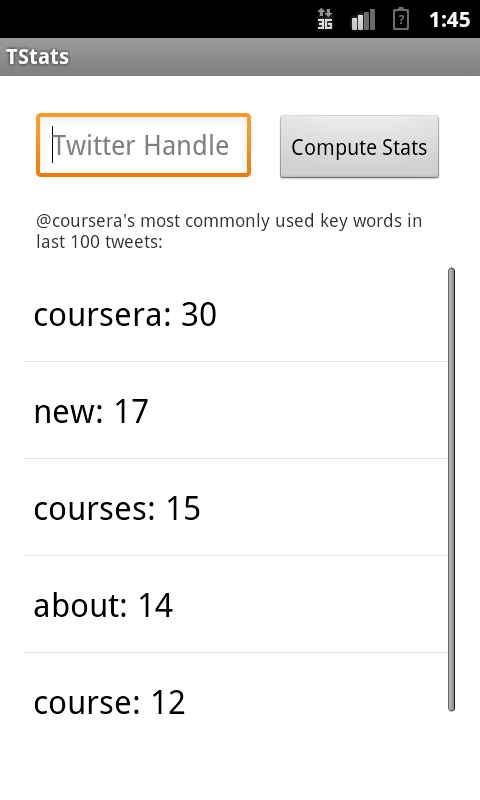 3G 1:45
TStats
Twitter Handle Compute Stats
@coursera's most commonly used key words in
last 100 tweets:
coursera: 30
new: 17
courses: 15
about: 14
course: 12